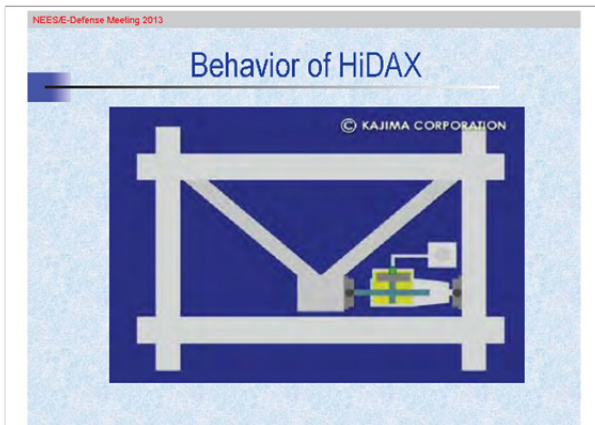 NEES/E-Defense Meeting 2013
Behavior of HiDAX
© KAJIMA CORPORATION